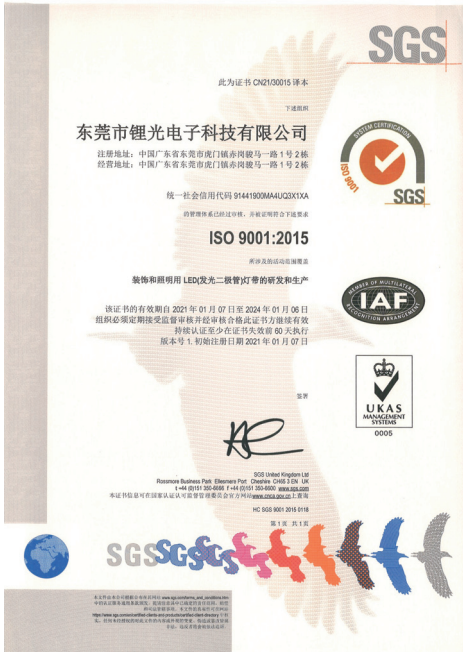 SGS
此为证书 CN21/30015 译本
下述组织
东莞市锂光电子科技有限公司
注册地址：中国广东省东莞市虎门镇赤岗骏马一路1号2栋
经营地址：中国广东省东莞市虎门镇赤岗骏马一路1号2栋
SYSTEM CERTIFICATION
ISO 9001
SGS
统一社会信用代码 91441900MA4UQ3X1XA
的管理体系已经过审核，并被证明符合下述要求
ISO 9001:2015
所涉及的活动范围覆盖
装饰和照明用 LED(发光二极管)灯带的研发和生产
MEMBER OF MULTILATERAL
IAF
RECOGNITION ARRANGEMENT
该证书的有效期自 2021 年 01 月 07 日至 2024 年 01 月 06 日
组织必须定期接受监督审核并经审核合格此证书方继续有效
持续认证至少在证书失效前 60 天执行
版本号 1. 初始注册日期 2021 年 01 月 07 日
UKAS
MANAGEMENT
SYSTEMS
0005
签署
SGS United Kingdom Ltd
Rossmore Business Park Ellesmere Port Cheshire CH65 3 EN UK
t +44 (0)151 350-6666 f +44 (0)151 350-6600 www.sgs.com
本证书信息可在国家认证认可监督管理委员会官方网站www.cnca.gov.cn上查询
HC SGS 9001 2015 0118
第 1 页 共 1 页
SGSSGSSGS